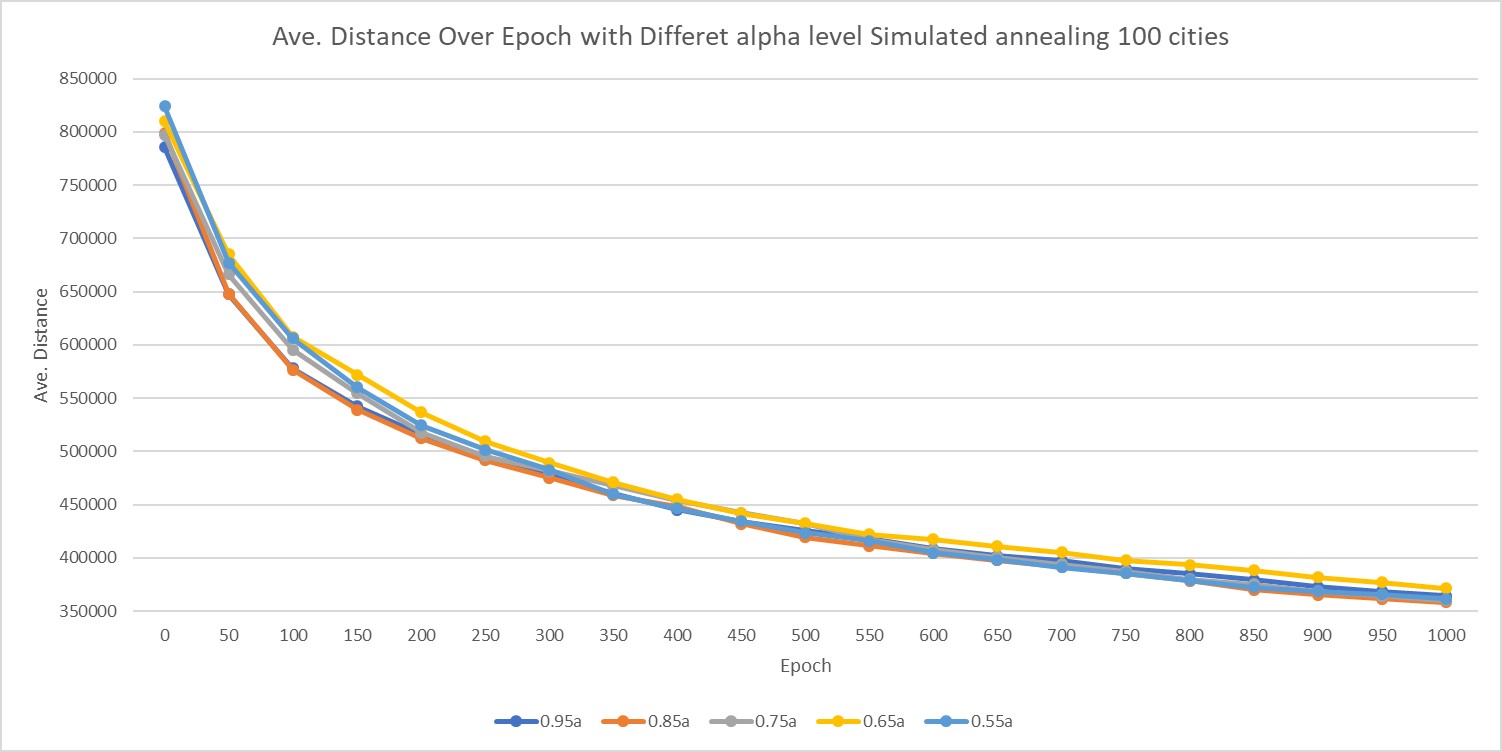 Ave. Distance Over Epoch with Differet alpha level Simulated annealing 100 cities
850000
800000
750000
700000
650000
600000
550000
500000
450000
400000
350000
Ave. Distance
0 50 100 150 200 250 300 350 400 450 500 550 600 650 700 750 800 850 900 950 1000
Epoch
0.95a 0.85a 0.75a 0.65a 0.55a